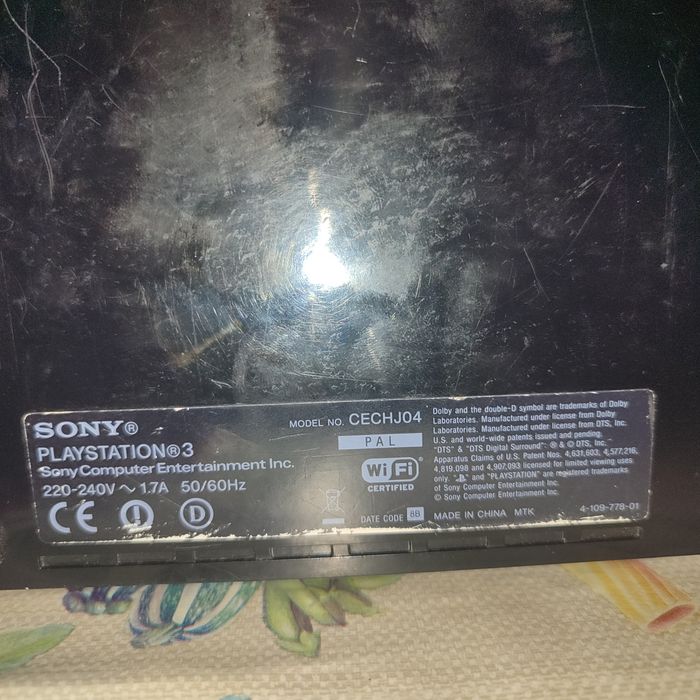 SONY®
PLAYSTATION®3
Sony Computer Entertainment Inc.
220-240V ~ 1.7A 50/60Hz
CE
D
MODEL NO. CECHJ04
PAL
Wi Fi
CERTIFIED
DATE CODE 8B MADE IN CHINA MTK
Dolby and the double-D symbol are trademarks of Dolby
Laboratories. Manufactured under license from Dolby
Laboratories. Manufactured under license from DTS, Inc.
U.S. and world-wide patents issued and pending.
"DTS" & "DTS Digital Surround": ® & © DTS, Inc.
Apparatus Claims of U.S. Patent Nos. 4,631,603, 4,577,216,
4,819,098 and 4,907,093 licensed for limited viewing uses
only. " " and "PLAYSTATION" are registered trademarks
of Sony Computer Entertainment Inc.
© Sony Computer Entertainment Inc.
4-109-778-01